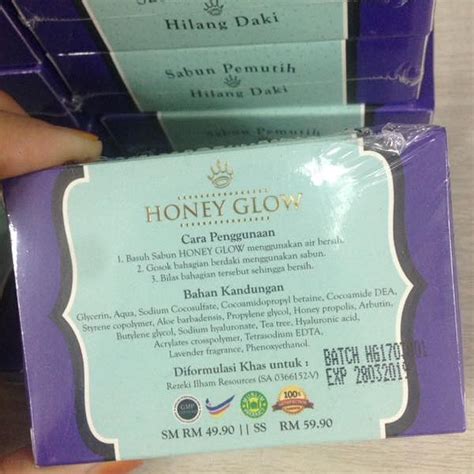 Hilang Daki
Sabun Pemutih
Hilang Daki
Sabun Pemutih
HONEY GLOW
Cara Penggunaan
1. Basuh Sabun HONEY GLOW menggunakan air bersih.
2. Gosok bahagian berdaki menggunakan sabun.
3. Bilas bahagian tersebut sehingga bersih.
Bahan Kandungan
Glycerin, Aqua, Sodium Cocosulfate, Cocoamidopropyl betaine, Cocoamide DEA,
Styrene copolymer, Aloe barbadensis, Propylene glycol, Honey propolis, Arbutin,
Butylene glycol, Sodium hyaluronate, Tea tree, Hyaluronic acid,
Acrylates crosspolymer, Tetrasodium EDTA,
Lavender fragrance, Phenoxyethanol.
Diformulasi Khas untuk :
Rezeki Ilham Resources (SA 0366152-V)
BATCH
EXP 28032019
GMP
100%
SM RM 49.90 || SS RM 59.90